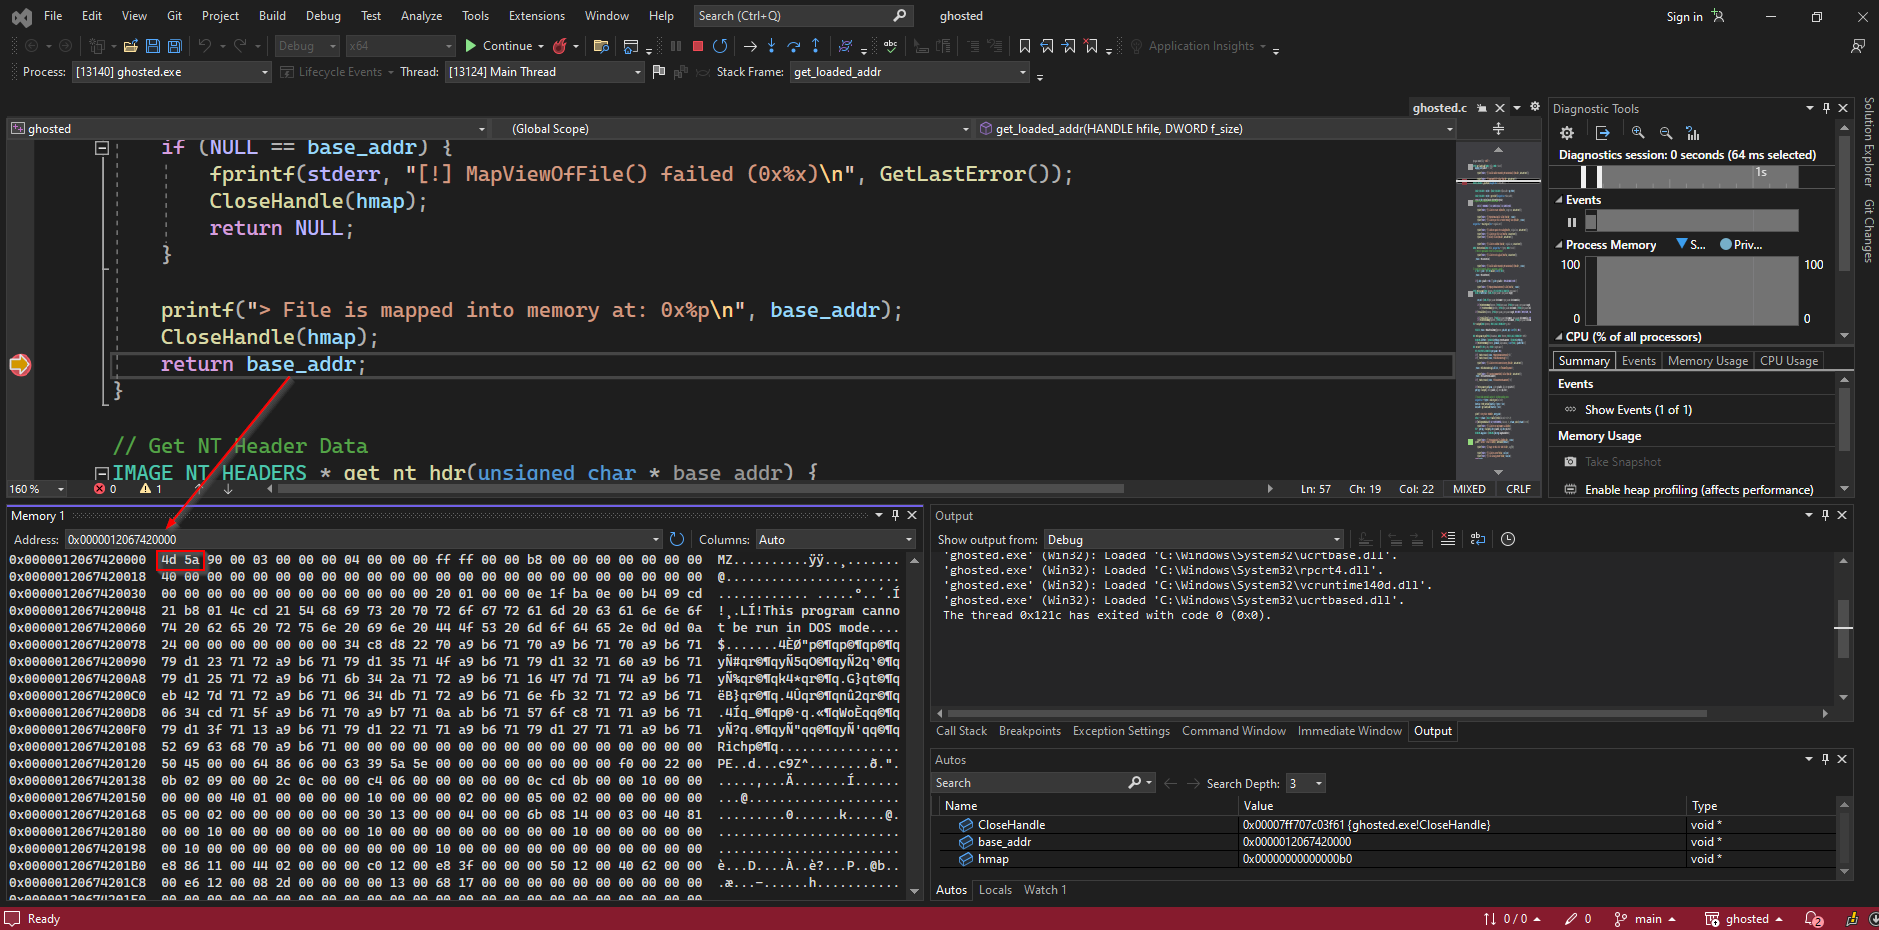 File Edit View Git Project Build Debug Test Analyze Tools Extensions Window Help Search (Ctrl+Q) ghosted Sign in
Debug x64 Continue Application Insights
Process: [13140] ghosted.exe Lifecycle Events Thread: [13124] Main Thread Stack Frame: get_loaded_addr
ghosted.c
ghosted (Global Scope) get_loaded_addr(HANDLE hfile, DWORD f_size)
if (NULL == base_addr) {
fprintf(stderr, "[!] MapViewOfFile() failed (0x%x)\n", GetLastError());
CloseHandle(hmap);
return NULL;
}
printf("> File is mapped into memory at: 0x%p\n", base_addr);
CloseHandle(hmap);
return base_addr;
}
// Get NT Header Data
IMAGE_NT_HEADERS * get_nt_hdr(unsigned char * base_addr) {
160 % 0 1 Ln: 57 Ch: 19 Col: 22 MIXED CRLF
Diagnostic Tools
Diagnostics session: 0 seconds (64 ms selected)
1s
Events
Process Memory S... Priv...
100 100
0 0
CPU (% of all processors)
Summary Events Memory Usage CPU Usage
Events
Show Events (1 of 1)
Memory Usage
Take Snapshot
Enable heap profiling (affects performance)
Solution Explorer
Git Changes
Memory 1
Address: 0x0000012067420000 Columns: Auto
0x0000012067420000 4d 5a 90 00 03 00 00 00 04 00 00 00 ff ff 00 00 b8 00 00 00 00 00 00 00 MZ..........ÿÿ..¸.......
0x0000012067420018 40 00 00 00 00 00 00 00 00 00 00 00 00 00 00 00 00 00 00 00 00 00 00 00 @.......................
0x0000012067420030 00 00 00 00 00 00 00 00 00 00 00 00 20 01 00 00 0e 1f ba 0e 00 b4 09 cd ............ .....º..´.Í
0x0000012067420048 21 b8 01 4c cd 21 54 68 69 73 20 70 72 6f 67 72 61 6d 20 63 61 6e 6e 6f !¸.LÍ!This program canno
0x0000012067420060 74 20 62 65 20 72 75 6e 20 69 6e 20 44 4f 53 20 6d 6f 64 65 2e 0d 0d 0a t be run in DOS mode....
0x0000012067420078 24 00 00 00 00 00 00 00 34 c8 d8 22 70 a9 b6 71 70 a9 b6 71 70 a9 b6 71 $.......4ÈØ"p©¶qp©¶qp©¶q
0x0000012067420090 79 d1 23 71 72 a9 b6 71 79 d1 35 71 4f a9 b6 71 79 d1 32 71 60 a9 b6 71 yÑ#qr©¶qyÑ5qO©¶qyÑ2q`©¶q
0x00000120674200A8 79 d1 25 71 72 a9 b6 71 6b 34 2a 71 72 a9 b6 71 16 47 7d 71 74 a9 b6 71 yÑ%qr©¶qk4*qr©¶q.G}qt©¶q
0x00000120674200C0 eb 42 7d 71 72 a9 b6 71 06 34 db 71 72 a9 b6 71 6e fb 32 71 72 a9 b6 71 ëB}qr©¶q.4Ûqr©¶qnû2qr©¶q
0x00000120674200D8 06 34 cd 71 5f a9 b6 71 70 a9 b7 71 0a ab b6 71 57 6f c8 71 71 a9 b6 71 .4Íq_©¶qp©·q.«¶qWoÈqq©¶q
0x00000120674200F0 79 d1 3f 71 13 a9 b6 71 79 d1 22 71 71 a9 b6 71 79 d1 27 71 71 a9 b6 71 yÑ?q.©¶qyÑ"qq©¶qyÑ'qq©¶q
0x0000012067420108 52 69 63 68 70 a9 b6 71 00 00 00 00 00 00 00 00 00 00 00 00 00 00 00 00 Richp©¶q................
0x0000012067420120 50 45 00 00 64 86 06 00 63 39 5a 5e 00 00 00 00 00 00 00 00 f0 00 22 00 PE..d...c9Z^........ð.".
0x0000012067420138 0b 02 09 00 00 2c 0c 00 00 c4 06 00 00 00 00 00 0c cd 0b 00 00 10 00 00 .....,...Ä.......Í......
0x0000012067420150 00 00 00 40 01 00 00 00 00 10 00 00 00 02 00 00 05 00 02 00 00 00 00 00 ...@....................
0x0000012067420168 05 00 02 00 00 00 00 00 00 30 13 00 00 04 00 00 6b 08 14 00 03 00 40 81 .........0......k.....@.
0x0000012067420180 00 00 10 00 00 00 00 00 00 10 00 00 00 00 00 00 00 00 10 00 00 00 00 00 ........................
0x0000012067420198 00 10 00 00 00 00 00 00 00 00 00 00 10 00 00 00 00 00 00 00 00 00 00 00 ........................
0x00000120674201B0 e8 86 11 00 44 02 00 00 00 c0 12 00 e8 3f 00 00 00 50 12 00 40 62 00 00 è...D....À..è?...P..@b..
0x00000120674201C8 00 e6 12 00 08 2d 00 00 00 00 13 00 68 17 00 00 00 00 00 00 00 00 00 00 .æ...-......h...........
Output
Show output from: Debug
'ghosted.exe' (Win32): Loaded 'C:\Windows\System32\ucrtbase.dll'.
'ghosted.exe' (Win32): Loaded 'C:\Windows\System32\rpcrt4.dll'.
'ghosted.exe' (Win32): Loaded 'C:\Windows\System32\vcruntime140d.dll'.
'ghosted.exe' (Win32): Loaded 'C:\Windows\System32\ucrtbased.dll'.
The thread 0x121c has exited with code 0 (0x0).
Call Stack Breakpoints Exception Settings Command Window Immediate Window Output
Autos
Search Search Depth: 3
Name Value Type
CloseHandle 0x00007ff707c03f61 {ghosted.exe!CloseHandle} void *
base_addr 0x0000012067420000 void *
hmap 0x00000000000000b0 void *
Autos Locals Watch 1
Ready 0 / 0 0 main ghosted 2